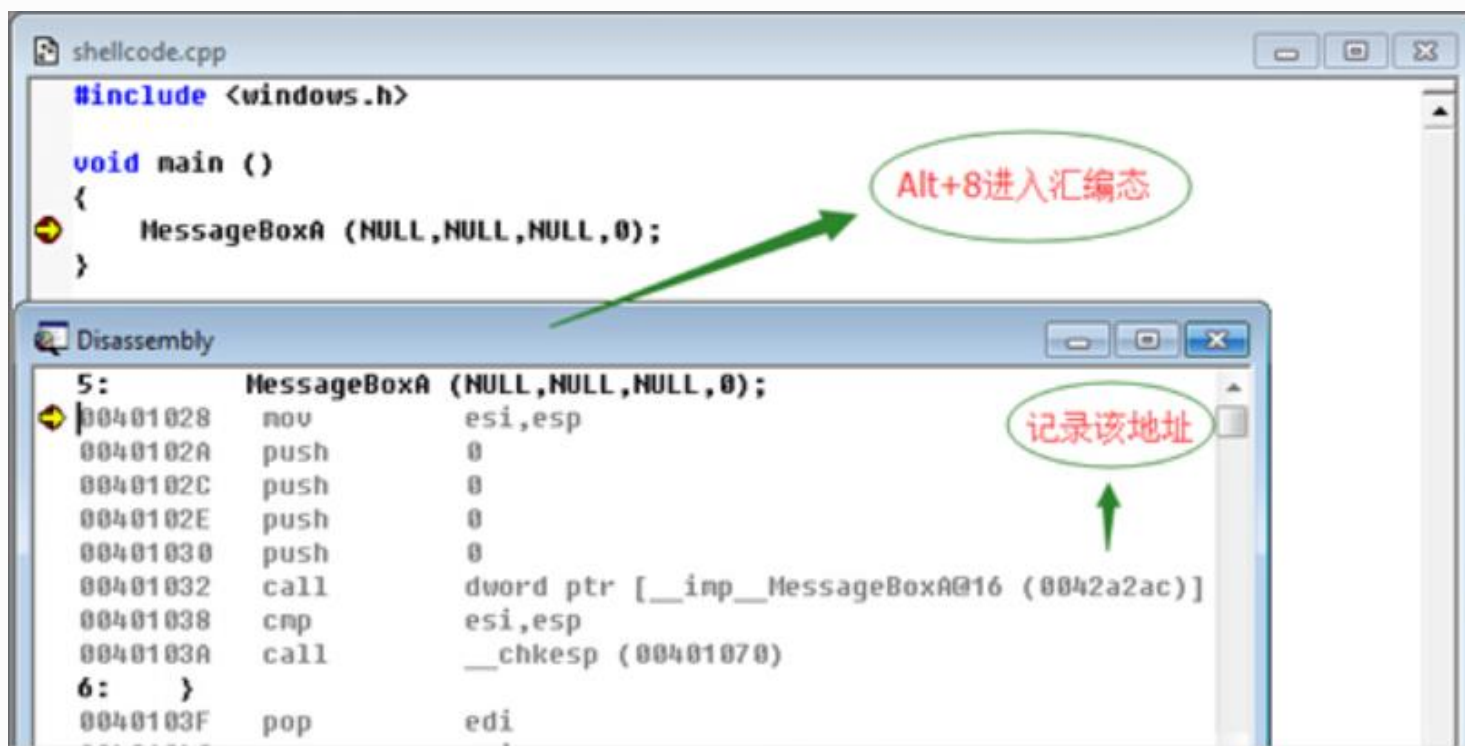 shellcode.cpp
#include <windows.h>
void main ()
{
Alt+8进入汇编态
MessageBoxA (NULL,NULL,NULL,0);
}
Disassembly
5: MessageBoxA (NULL,NULL,NULL,0);
00401028 mov esi,esp
记录该地址
0040102A push 0
0040102C push 0
0040102E push 0
00401030 push 0
00401032 call dword ptr [__imp__MessageBoxA@16 (0042a2ac)]
00401038 cmp esi,esp
0040103A call __chkesp (00401070)
6: }
0040103F pop edi